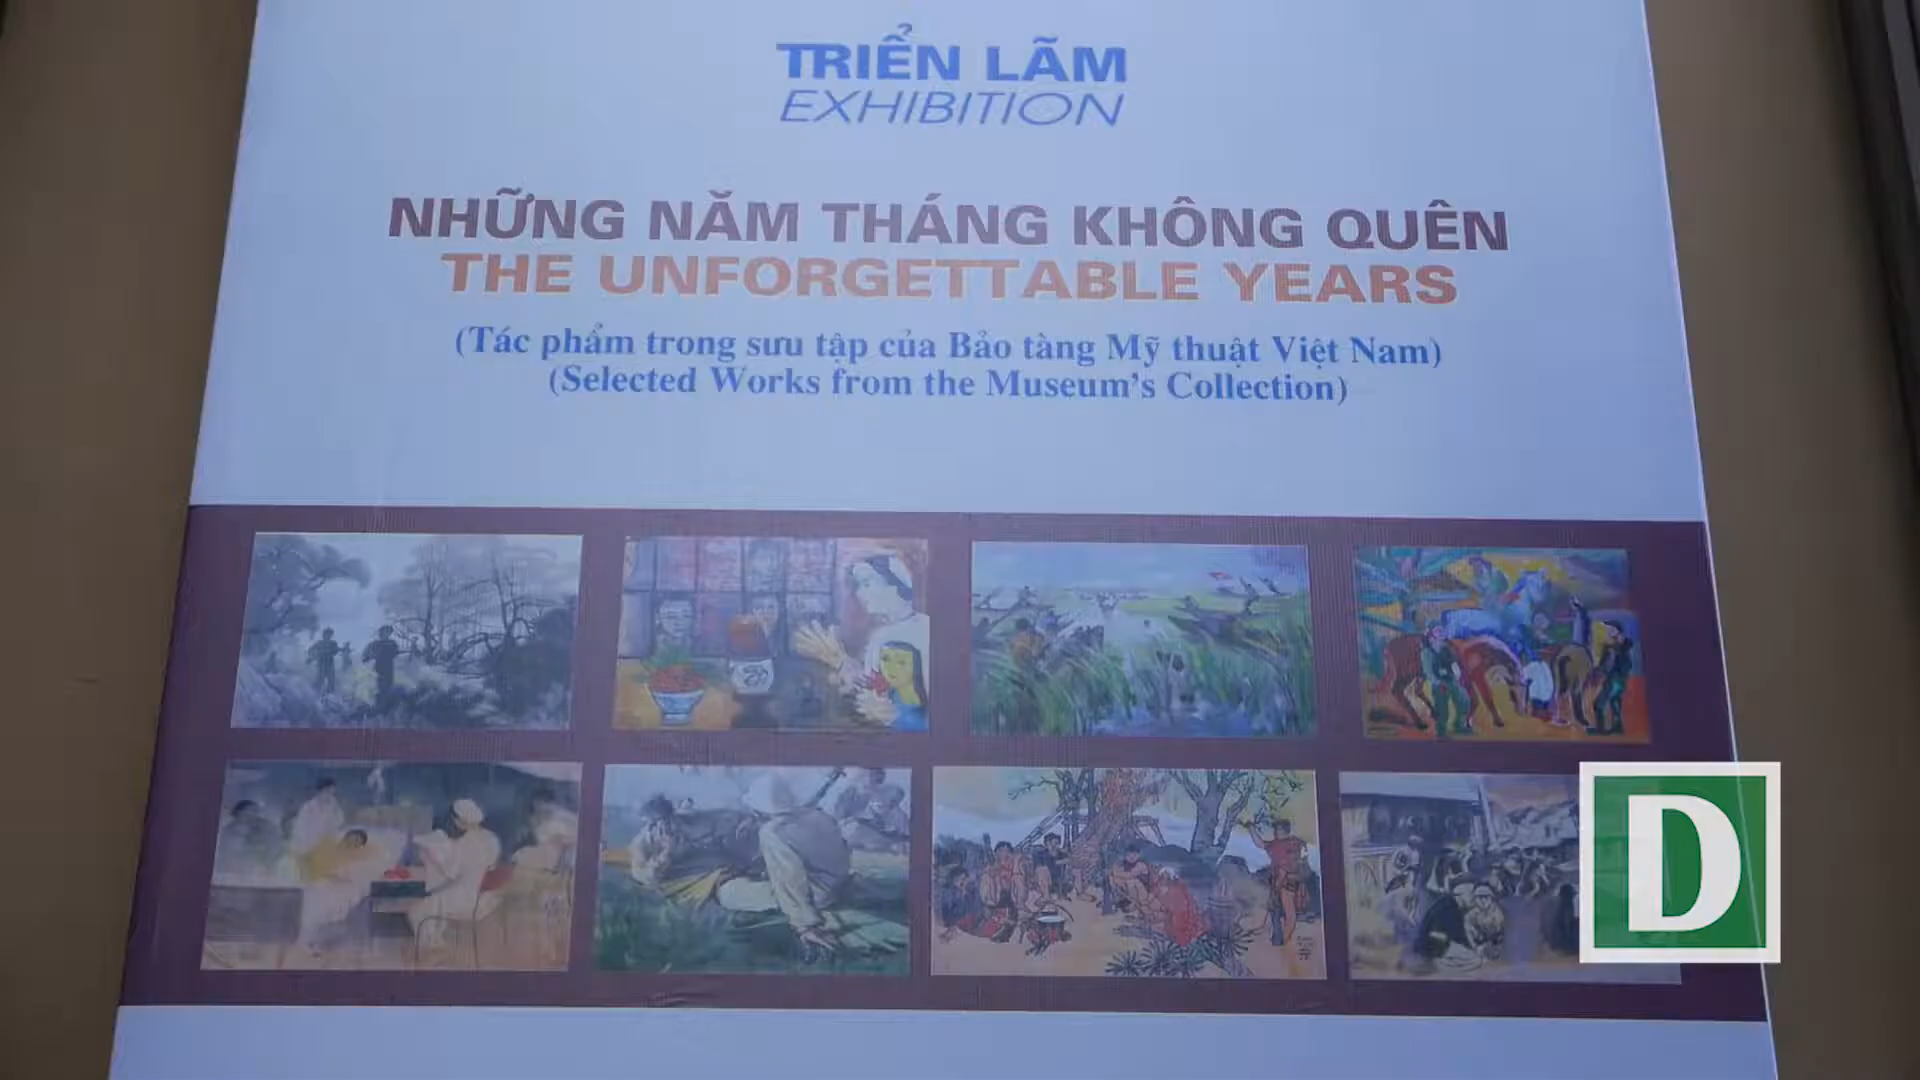 TRIỂN LÃM
EXHIBITION
NHỮNG NĂM THÁNG KHÔNG QUÊN
THE UNFORGETTABLE YEARS
(Tác phẩm trong sưu tập của Bảo tàng Mỹ thuật Việt Nam)
(Selected Works from the Museum's Collection)
D